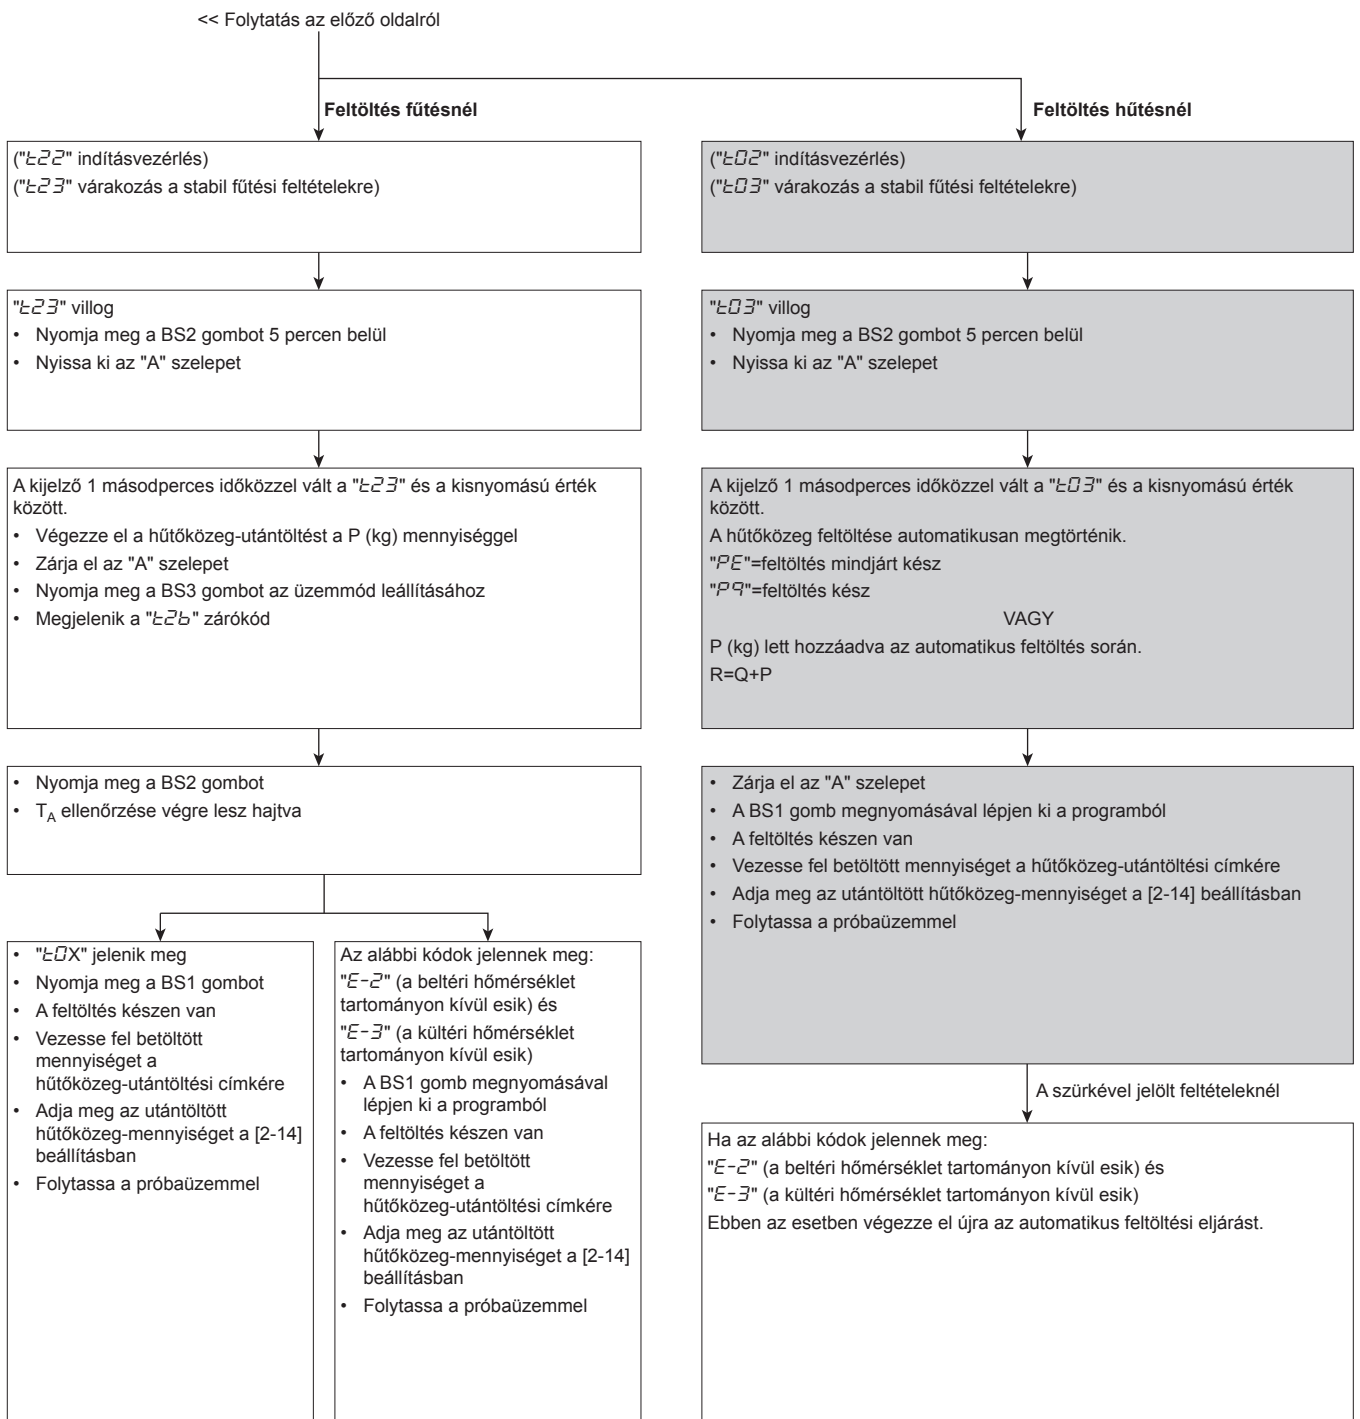 << Folytatás az előző oldalról
Feltöltés fűtésnél
("t22" indításvezérlés)
("t23" várakozás a stabil fűtési feltételekre)
"t23" villog
• Nyomja meg a BS2 gombot 5 percen belül
• Nyissa ki az "A" szelepet
A kijelző 1 másodperces időközzel vált a "t23" és a kisnyomású érték
között.
• Végezze el a hűtőközeg-utántöltést a P (kg) mennyiséggel
• Zárja el az "A" szelepet
• Nyomja meg a BS3 gombot az üzemmód leállításához
• Megjelenik a "t2b" zárókód
• Nyomja meg a BS2 gombot
• TA ellenőrzése végre lesz hajtva
• "t0X" jelenik meg
• Nyomja meg a BS1 gombot
• A feltöltés készen van
• Vezesse fel betöltött
mennyiséget a
hűtőközeg-utántöltési címkére
• Adja meg az utántöltött
hűtőközeg-mennyiséget a [2-14]
beállításban
• Folytassa a próbaüzemmel
Az alábbi kódok jelennek meg:
"E-2" (a beltéri hőmérséklet
tartományon kívül esik) és
"E-3" (a kültéri hőmérséklet
tartományon kívül esik)
• A BS1 gomb megnyomásával
lépjen ki a programból
• A feltöltés készen van
• Vezesse fel betöltött
mennyiséget a
hűtőközeg-utántöltési címkére
• Adja meg az utántöltött
hűtőközeg-mennyiséget a [2-14]
beállításban
• Folytassa a próbaüzemmel
Feltöltés hűtésnél
("t02" indításvezérlés)
("t03" várakozás a stabil fűtési feltételekre)
"t03" villog
• Nyomja meg a BS2 gombot 5 percen belül
• Nyissa ki az "A" szelepet
A kijelző 1 másodperces időközzel vált a "t03" és a kisnyomású érték
között.
A hűtőközeg feltöltése automatikusan megtörténik.
"PE"=feltöltés mindjárt kész
"P9"=feltöltés kész
VAGY
P (kg) lett hozzáadva az automatikus feltöltés során.
R=Q+P
• Zárja el az "A" szelepet
• A BS1 gomb megnyomásával lépjen ki a programból
• A feltöltés készen van
• Vezesse fel betöltött mennyiséget a hűtőközeg-utántöltési címkére
• Adja meg az utántöltött hűtőközeg-mennyiséget a [2-14] beállításban
• Folytassa a próbaüzemmel
A szürkével jelölt feltételeknél
Ha az alábbi kódok jelennek meg:
"E-2" (a beltéri hőmérséklet tartományon kívül esik) és
"E-3" (a kültéri hőmérséklet tartományon kívül esik)
Ebben az esetben végezze el újra az automatikus feltöltési eljárást.